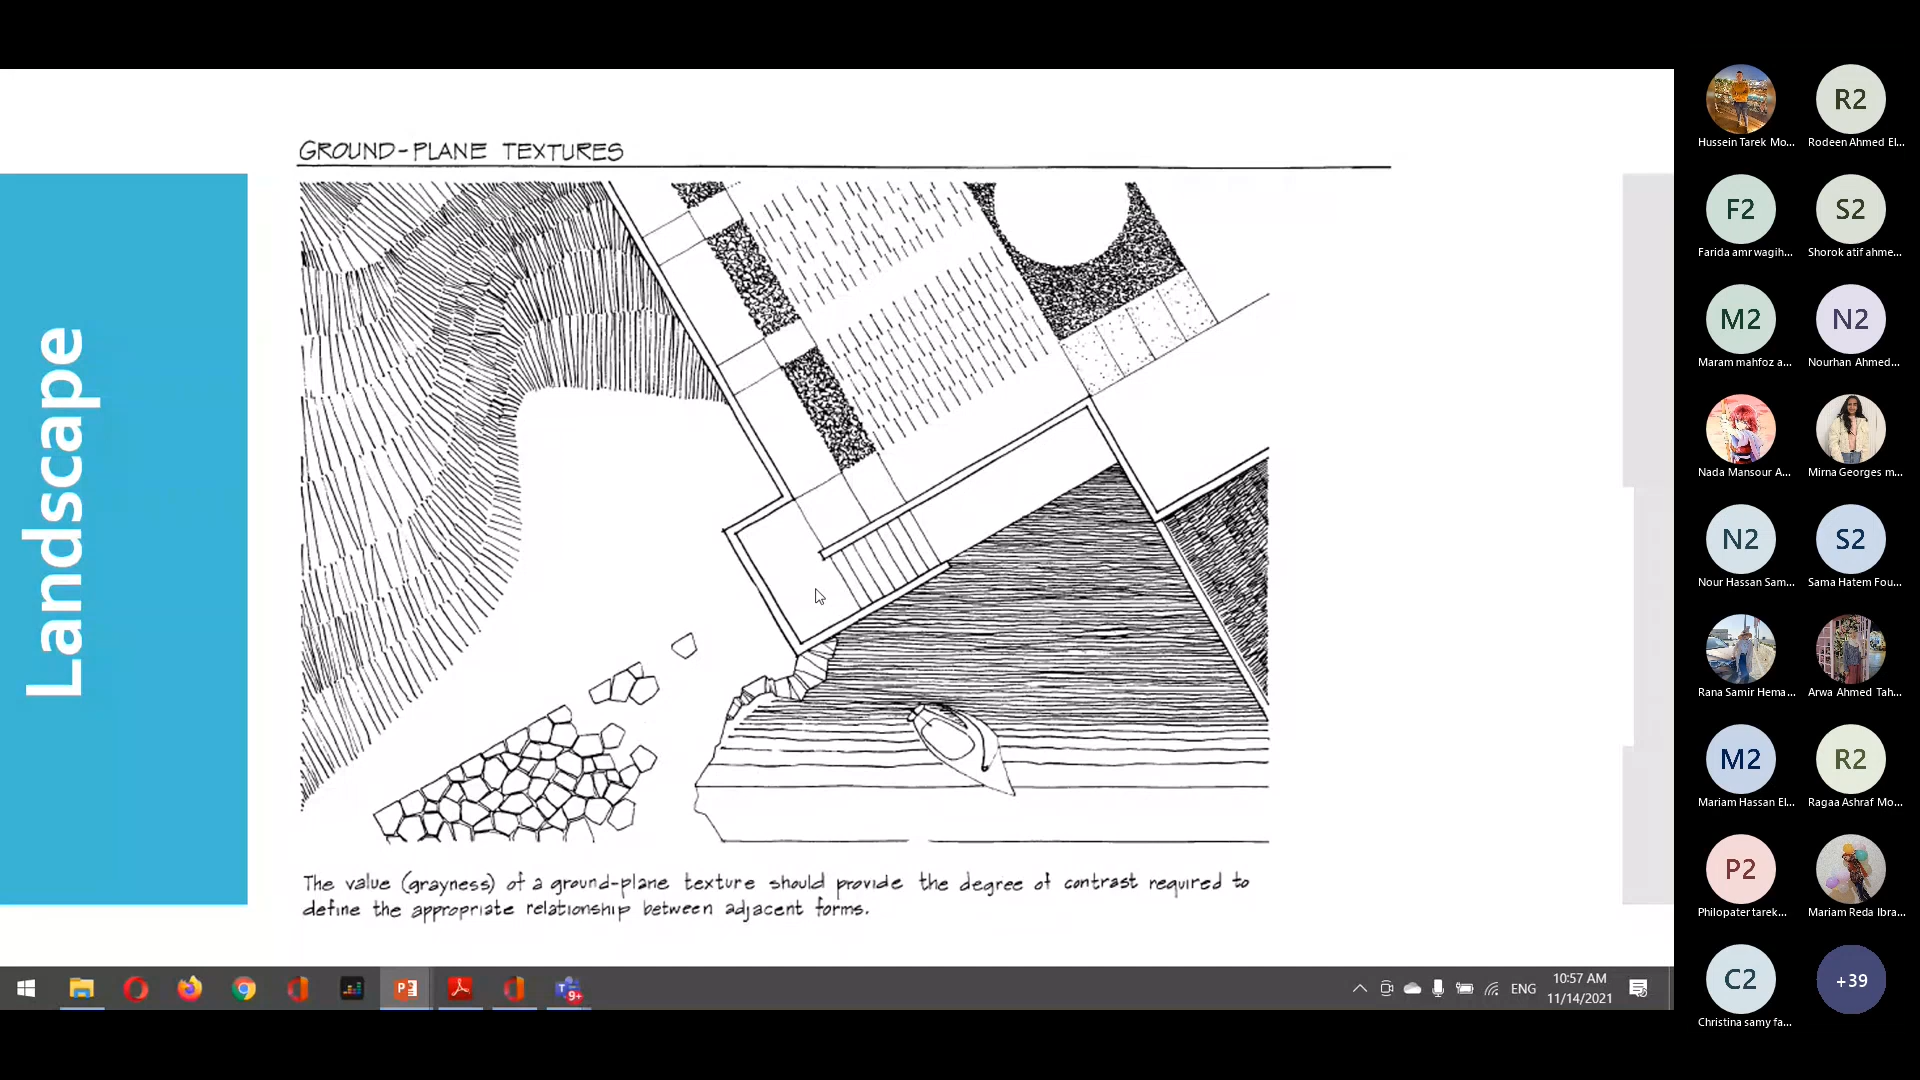 Landscape
GROUND-PLANE TEXTURES
The value (grayness) of a ground-plane texture should provide the degree of contrast required to
define the appropriate relationship between adjacent forms.
Hussein Tarek Mo...
R2
Rodeen Ahmed El...
F2
Farida amr wagih...
S2
Shorok atif ahme...
M2
Maram mahfoz a...
N2
Nourhan Ahmed...
Nada Mansour A...
Mirna Georges m...
N2
Nour Hassan Sam...
S2
Sama Hatem Fou...
Rana Samir Hema...
Arwa Ahmed Tah...
M2
Mariam Hassan El...
R2
Ragaa Ashraf Mo...
P2
Philopater tarek...
Mariam Reda Ibra...
C2
Christina samy fa...
+39
9+
ENG
10:57 AM
11/14/2021